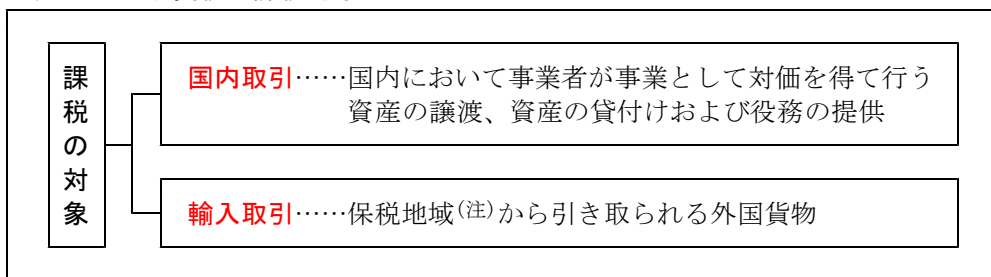 課税の対象
国内取引……国内において事業者が事業として対価を得て行う
資産の譲渡、資産の貸付けおよび役務の提供
輸入取引……保税地域(注)から引き取られる外国貨物